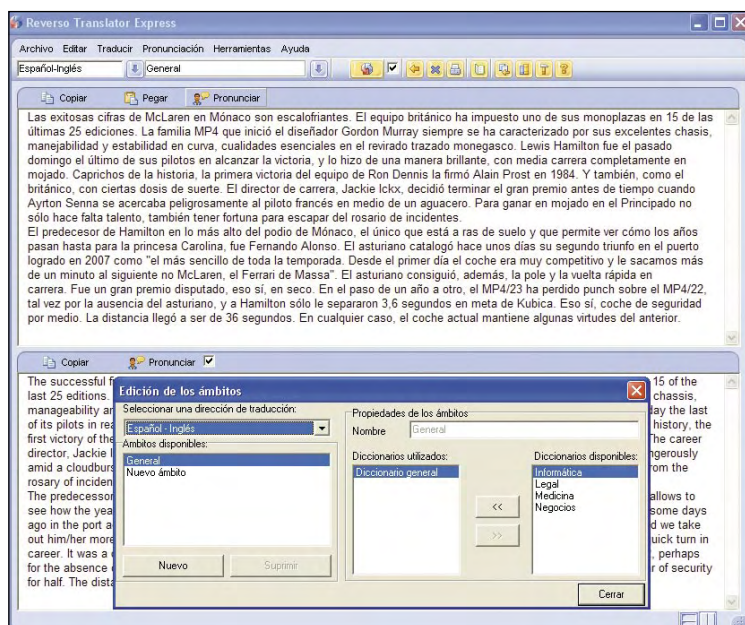 Reverso Translator Express
Archivo Editar Traducir Pronunciación Herramientas Ayuda
Español-Inglés General
Copiar Pegar Pronunciar
Las exitosas cifras de McLaren en Mónaco son escalofriantes. El equipo británico ha impuesto uno de sus monoplazas en 15 de las
últimas 25 ediciones. La familia MP4 que inició el diseñador Gordon Murray siempre se ha caracterizado por sus excelentes chasis,
manejabilidad y estabilidad en curva, cualidades esenciales en el revirado trazado monegasco. Lewis Hamilton fue el pasado
domingo el último de sus pilotos en alcanzar la victoria, y lo hizo de una manera brillante, con media carrera completamente en
mojado. Caprichos de la historia, la primera victoria del equipo de Ron Dennis la firmó Alain Prost en 1984. Y también, como el
británico, con ciertas dosis de suerte. El director de carrera, Jackie Ickx, decidió terminar el gran premio antes de tiempo cuando
Ayrton Senna se acercaba peligrosamente al piloto francés en medio de un aguacero. Para ganar en mojado en el Principado no
sólo hace falta talento, también tener fortuna para escapar del rosario de incidentes.
El predecesor de Hamilton en lo más alto del podio de Mónaco, el único que está a ras de suelo y que permite ver cómo los años
pasan hasta para la princesa Carolina, fue Fernando Alonso. El asturiano catalogó hace unos días su segundo triunfo en el puerto
logrado en 2007 como "el más sencillo de toda la temporada. Desde el primer día el coche era muy competitivo y le sacamos más
de un minuto al siguiente no McLaren, el Ferrari de Massa". El asturiano consiguió, además, la pole y la vuelta rápida en
carrera. Fue un gran premio disputado, eso sí, en seco. En el paso de un año a otro, el MP4/23 ha perdido punch sobre el MP4/22,
tal vez por la ausencia del asturiano, y a Hamilton sólo le separaron 3,6 segundos en meta de Kubica. Eso sí, coche de seguridad
por medio. La distancia llegó a ser de 36 segundos. En cualquier caso, el coche actual mantiene algunas virtudes del anterior.
Copiar Pronunciar
The successful 15 of the
last 25 editions. chassis,
manageability day the last
of its pilots in history, the
first victory of the The career
director, Jackie ngerously
amid a cloudburst rom the
rosary of inciden
The predecessor allows to
see how the yea some days
ago in the port a d we take
out him/her more quick turn in
career. It was a perhaps
for the absence r of security
for half. The dista
Edición de los ámbitos
Seleccionar una dirección de traducción:
Español - Inglés
Ambitos disponibles:
General
Nuevo ámbito
Nuevo Suprimir
Propiedades de los ámbitos
Nombre General
Diccionarios utilizados: Diccionarios disponibles:
Diccionario general Informática
Legal
Medicina
Negocios
<<
>>
Cerrar